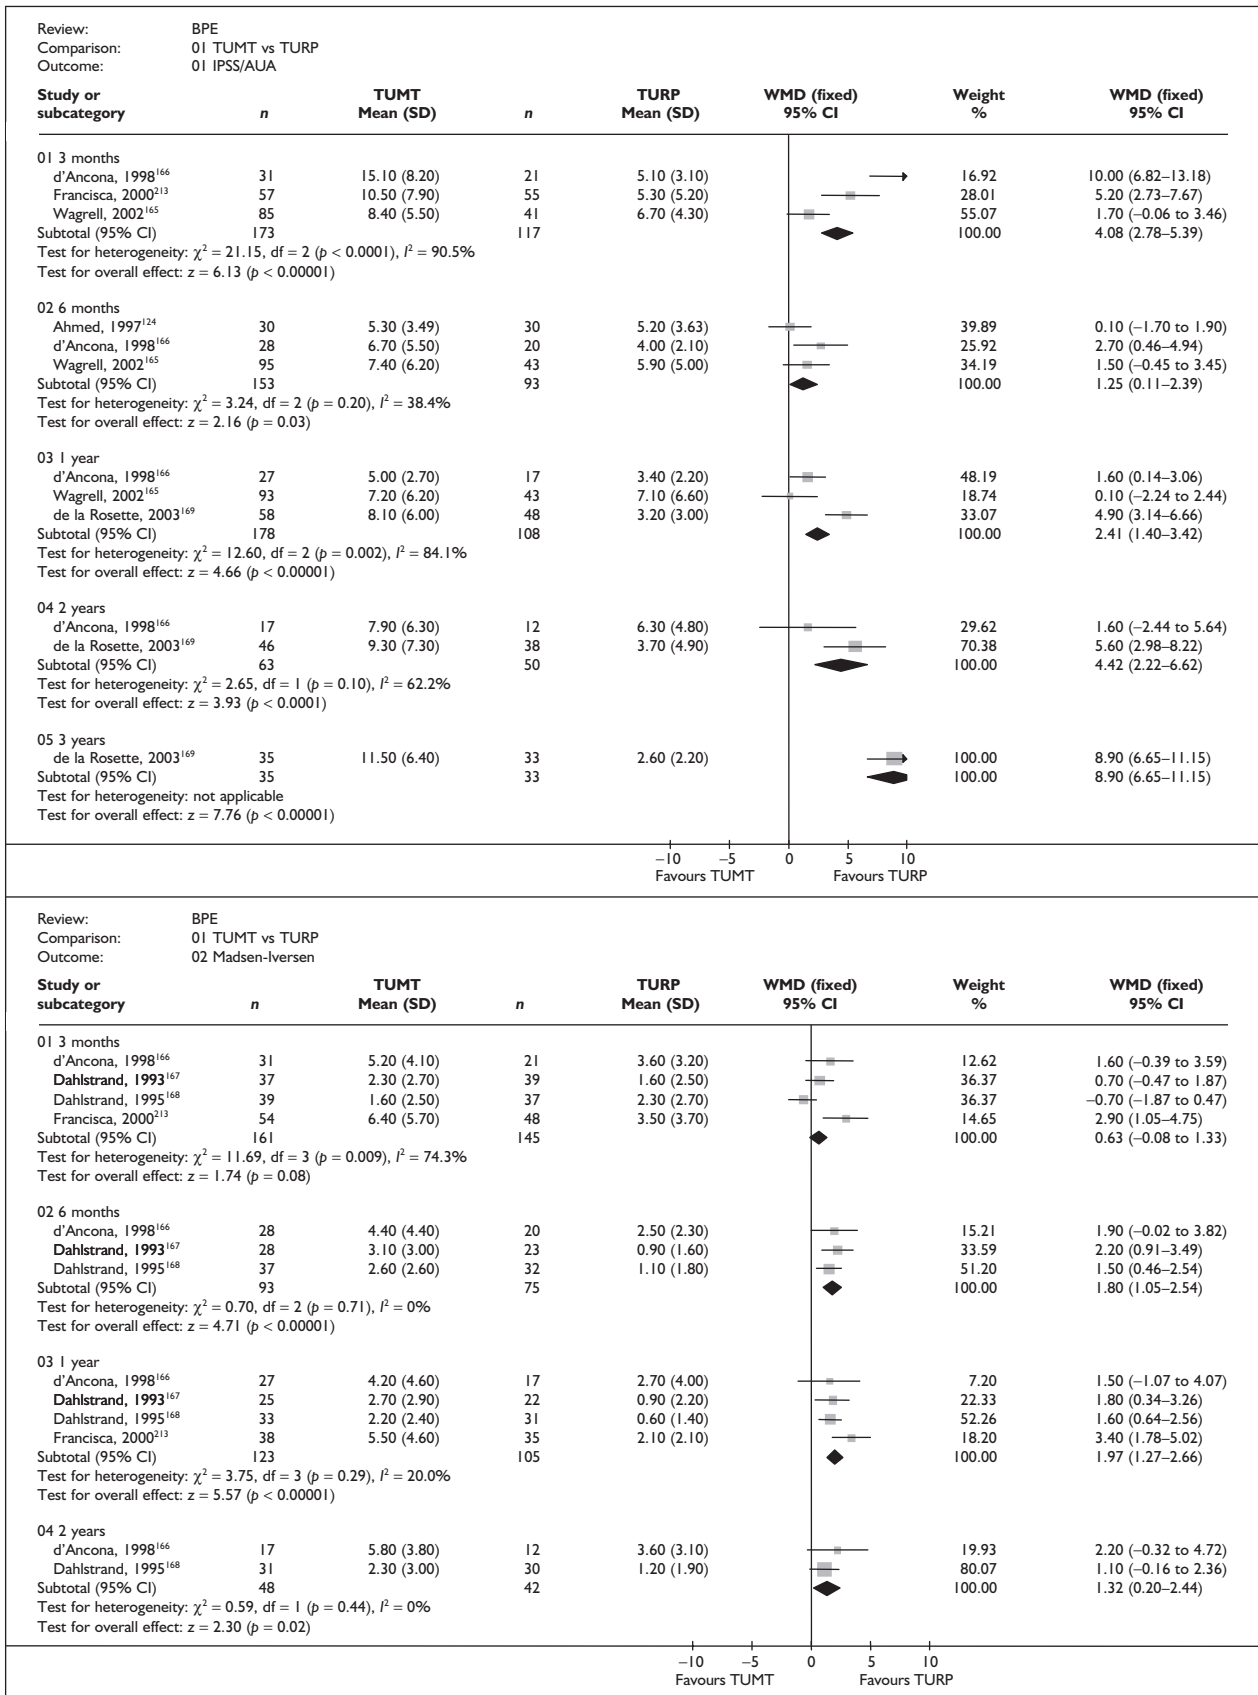 Review: BPE
Comparison: 01 TUMT vs TURP
Outcome: 01 IPSS/AUA
Study or TUMT TURP WMD (fixed) Weight WMD (fixed)
subcategory n Mean (SD) n Mean (SD) 95% CI % 95% CI
01 3 months
d'Ancona, 1998¹⁶⁶ 31 15.10 (8.20) 21 5.10 (3.10) 16.92 10.00 (6.82–13.18)
Francisca, 2000²¹³ 57 10.50 (7.90) 55 5.30 (5.20) 28.01 5.20 (2.73–7.67)
Wagrell, 2002¹⁶⁵ 85 8.40 (5.50) 41 6.70 (4.30) 55.07 1.70 (–0.06 to 3.46)
Subtotal (95% CI) 173 117 100.00 4.08 (2.78–5.39)
Test for heterogeneity: χ² = 21.15, df = 2 (p < 0.0001), I² = 90.5%
Test for overall effect: z = 6.13 (p < 0.00001)
02 6 months
Ahmed, 1997¹²⁴ 30 5.30 (3.49) 30 5.20 (3.63) 39.89 0.10 (–1.70 to 1.90)
d'Ancona, 1998¹⁶⁶ 28 6.70 (5.50) 20 4.00 (2.10) 25.92 2.70 (0.46–4.94)
Wagrell, 2002¹⁶⁵ 95 7.40 (6.20) 43 5.90 (5.00) 34.19 1.50 (–0.45 to 3.45)
Subtotal (95% CI) 153 93 100.00 1.25 (0.11–2.39)
Test for heterogeneity: χ² = 3.24, df = 2 (p = 0.20), I² = 38.4%
Test for overall effect: z = 2.16 (p = 0.03)
03 1 year
d'Ancona, 1998¹⁶⁶ 27 5.00 (2.70) 17 3.40 (2.20) 48.19 1.60 (0.14–3.06)
Wagrell, 2002¹⁶⁵ 93 7.20 (6.20) 43 7.10 (6.60) 18.74 0.10 (–2.24 to 2.44)
de la Rosette, 2003¹⁶⁹ 58 8.10 (6.00) 48 3.20 (3.00) 33.07 4.90 (3.14–6.66)
Subtotal (95% CI) 178 108 100.00 2.41 (1.40–3.42)
Test for heterogeneity: χ² = 12.60, df = 2 (p = 0.002), I² = 84.1%
Test for overall effect: z = 4.66 (p < 0.00001)
04 2 years
d'Ancona, 1998¹⁶⁶ 17 7.90 (6.30) 12 6.30 (4.80) 29.62 1.60 (–2.44 to 5.64)
de la Rosette, 2003¹⁶⁹ 46 9.30 (7.30) 38 3.70 (4.90) 70.38 5.60 (2.98–8.22)
Subtotal (95% CI) 63 50 100.00 4.42 (2.22–6.62)
Test for heterogeneity: χ² = 2.65, df = 1 (p = 0.10), I² = 62.2%
Test for overall effect: z = 3.93 (p < 0.0001)
05 3 years
de la Rosette, 2003¹⁶⁹ 35 11.50 (6.40) 33 2.60 (2.20) 100.00 8.90 (6.65–11.15)
Subtotal (95% CI) 35 33 100.00 8.90 (6.65–11.15)
Test for heterogeneity: not applicable
Test for overall effect: z = 7.76 (p < 0.00001)
–10 –5 0 5 10
Favours TUMT Favours TURP
Review: BPE
Comparison: 01 TUMT vs TURP
Outcome: 02 Madsen-Iversen
Study or TUMT TURP WMD (fixed) Weight WMD (fixed)
subcategory n Mean (SD) n Mean (SD) 95% CI % 95% CI
01 3 months
d'Ancona, 1998¹⁶⁶ 31 5.20 (4.10) 21 3.60 (3.20) 12.62 1.60 (–0.39 to 3.59)
Dahlstrand, 1993¹⁶⁷ 37 2.30 (2.70) 39 1.60 (2.50) 36.37 0.70 (–0.47 to 1.87)
Dahlstrand, 1995¹⁶⁸ 39 1.60 (2.50) 37 2.30 (2.70) 36.37 –0.70 (–1.87 to 0.47)
Francisca, 2000²¹³ 54 6.40 (5.70) 48 3.50 (3.70) 14.65 2.90 (1.05–4.75)
Subtotal (95% CI) 161 145 100.00 0.63 (–0.08 to 1.33)
Test for heterogeneity: χ² = 11.69, df = 3 (p = 0.009), I² = 74.3%
Test for overall effect: z = 1.74 (p = 0.08)
02 6 months
d'Ancona, 1998¹⁶⁶ 28 4.40 (4.40) 20 2.50 (2.30) 15.21 1.90 (–0.02 to 3.82)
Dahlstrand, 1993¹⁶⁷ 28 3.10 (3.00) 23 0.90 (1.60) 33.59 2.20 (0.91–3.49)
Dahlstrand, 1995¹⁶⁸ 37 2.60 (2.60) 32 1.10 (1.80) 51.20 1.50 (0.46–2.54)
Subtotal (95% CI) 93 75 100.00 1.80 (1.05–2.54)
Test for heterogeneity: χ² = 0.70, df = 2 (p = 0.71), I² = 0%
Test for overall effect: z = 4.71 (p < 0.00001)
03 1 year
d'Ancona, 1998¹⁶⁶ 27 4.20 (4.60) 17 2.70 (4.00) 7.20 1.50 (–1.07 to 4.07)
Dahlstrand, 1993¹⁶⁷ 25 2.70 (2.90) 22 0.90 (2.20) 22.33 1.80 (0.34–3.26)
Dahlstrand, 1995¹⁶⁸ 33 2.20 (2.40) 31 0.60 (1.40) 52.26 1.60 (0.64–2.56)
Francisca, 2000²¹³ 38 5.50 (4.60) 35 2.10 (2.10) 18.20 3.40 (1.78–5.02)
Subtotal (95% CI) 123 105 100.00 1.97 (1.27–2.66)
Test for heterogeneity: χ² = 3.75, df = 3 (p = 0.29), I² = 20.0%
Test for overall effect: z = 5.57 (p < 0.00001)
04 2 years
d'Ancona, 1998¹⁶⁶ 17 5.80 (3.80) 12 3.60 (3.10) 19.93 2.20 (–0.32 to 4.72)
Dahlstrand, 1995¹⁶⁸ 31 2.30 (3.00) 30 1.20 (1.90) 80.07 1.10 (–0.16 to 2.36)
Subtotal (95% CI) 48 42 100.00 1.32 (0.20–2.44)
Test for heterogeneity: χ² = 0.59, df = 1 (p = 0.44), I² = 0%
Test for overall effect: z = 2.30 (p = 0.02)
–10 –5 0 5 10
Favours TUMT Favours TURP